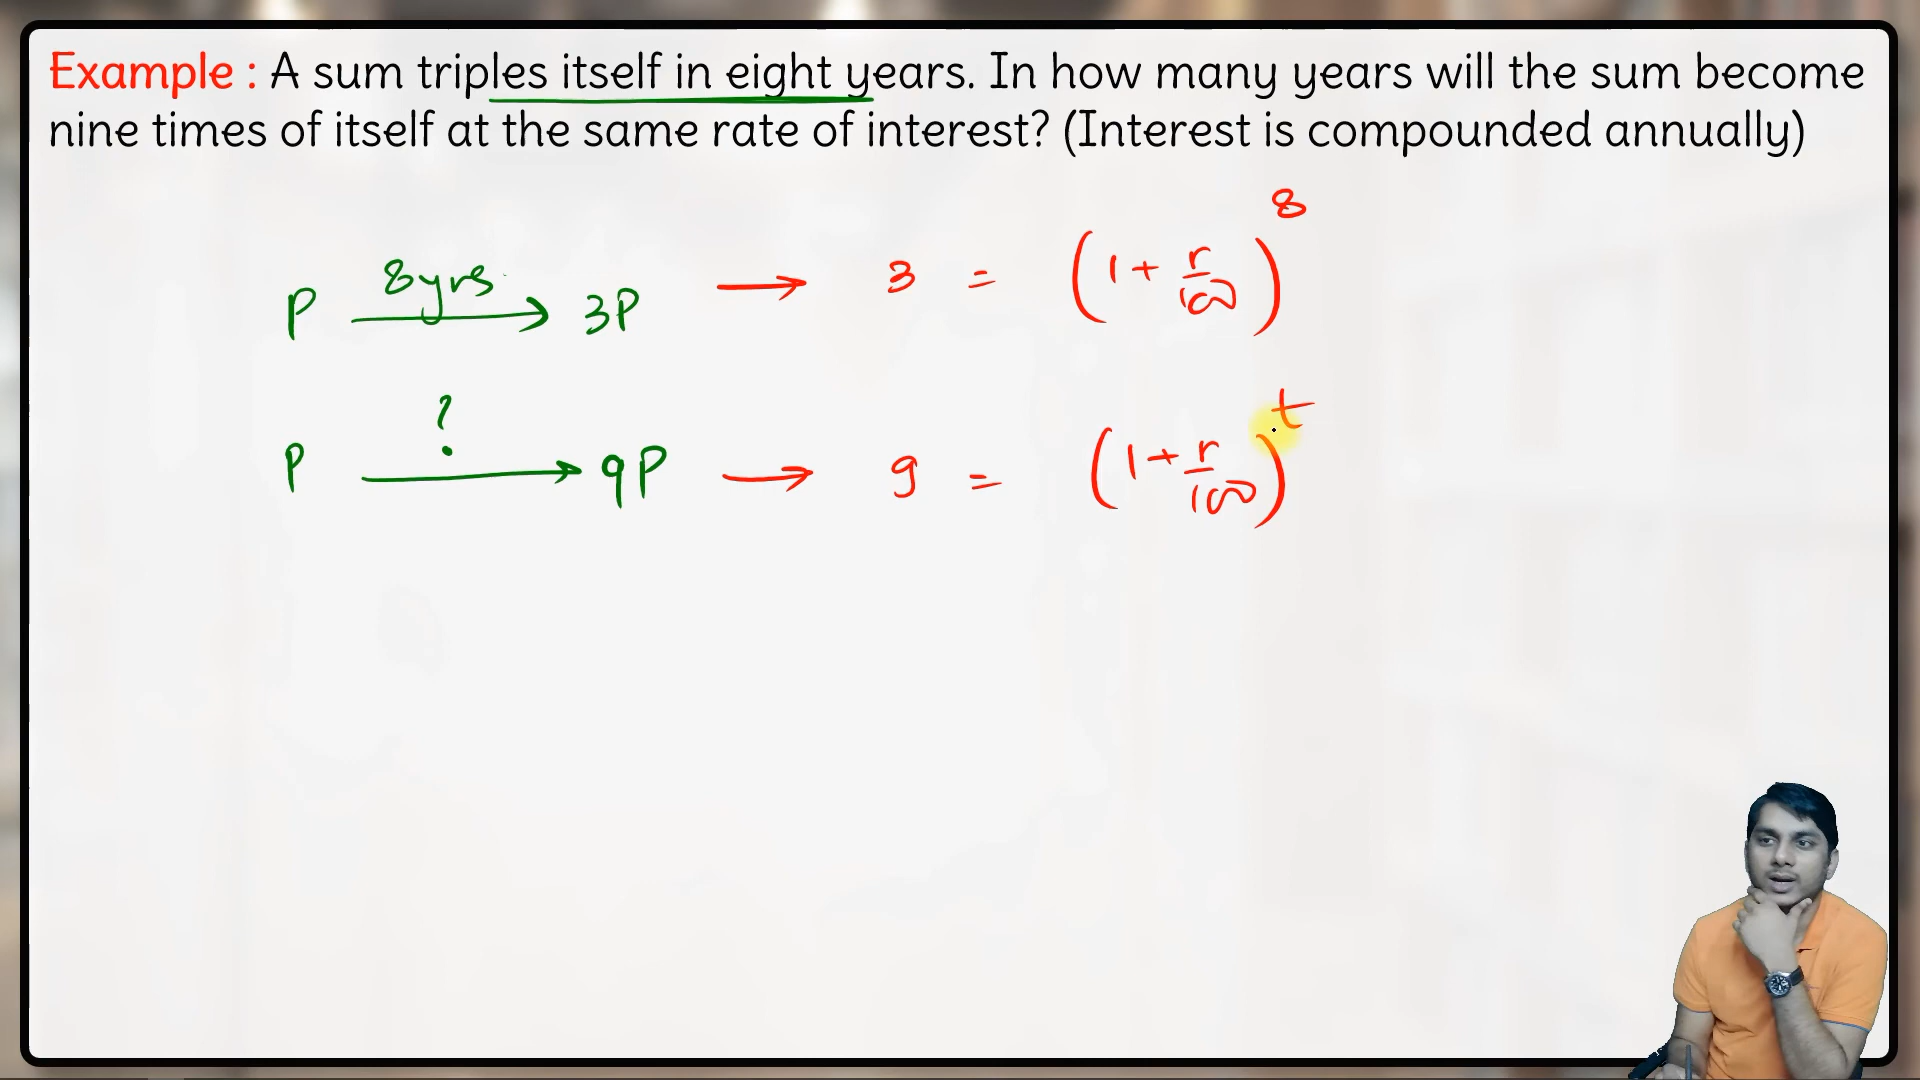 Example : A sum triples itself in eight years. In how many years will the sum become
nine times of itself at the same rate of interest? (Interest is compounded annually)
P 8yrs → 3P → 3 = (1 + r/100)^8
P ? → 9P → 9 = (1 + r/100)^t